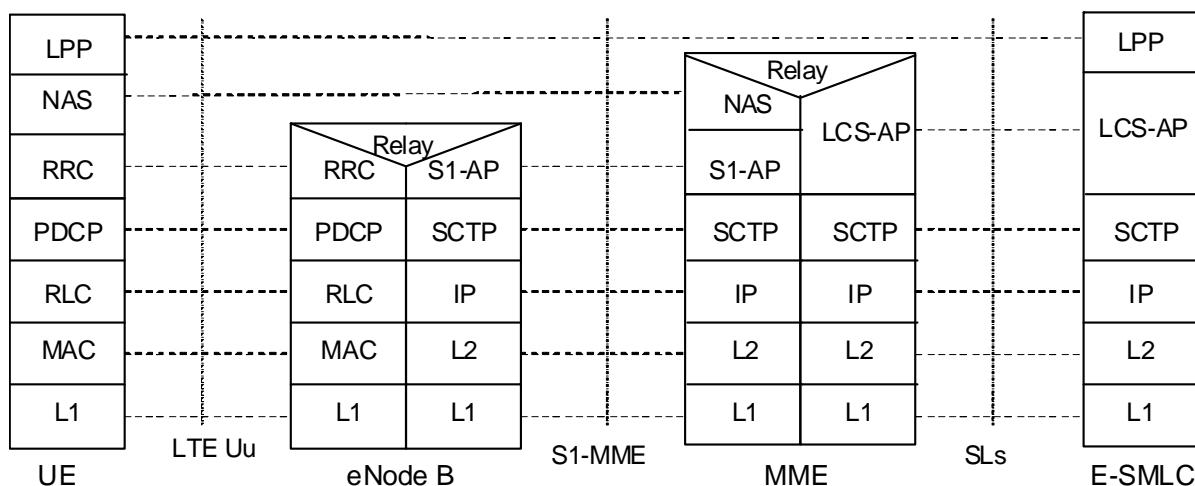 LPP
LPP
Relay
NAS
NAS
LCS-AP
LCS-AP
Relay
RRC
RRC
S1-AP
S1-AP
PDCP
PDCP
SCTP
SCTP
SCTP
SCTP
RLC
RLC
IP
IP
IP
IP
MAC
MAC
L2
L2
L2
L2
L1
L1
L1
L1
L1
L1
LTE Uu
S1-MME
SLs
UE
eNode B
MME
E-SMLC